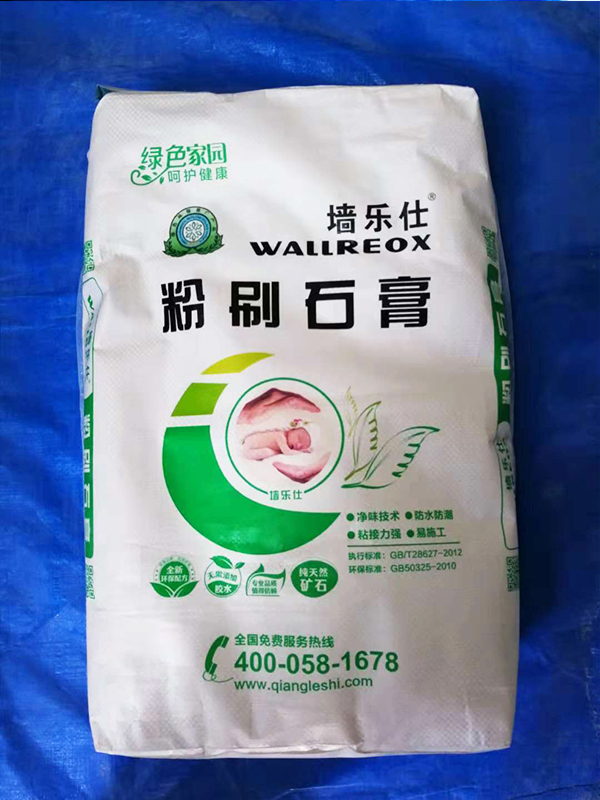 绿色家园
呵护健康
墙乐仕®
WALLREOX
粉刷石膏
墙乐仕
净味技术 防水防潮
粘接力强 易施工
执行标准：GB/T28627-2012
环保标准：GB50325-2010
全新
环保配方
无需添加
胶水
专业品质
值得信赖
纯天然
矿石
全国免费服务热线
400-058-1678
www.qiangleshi.com